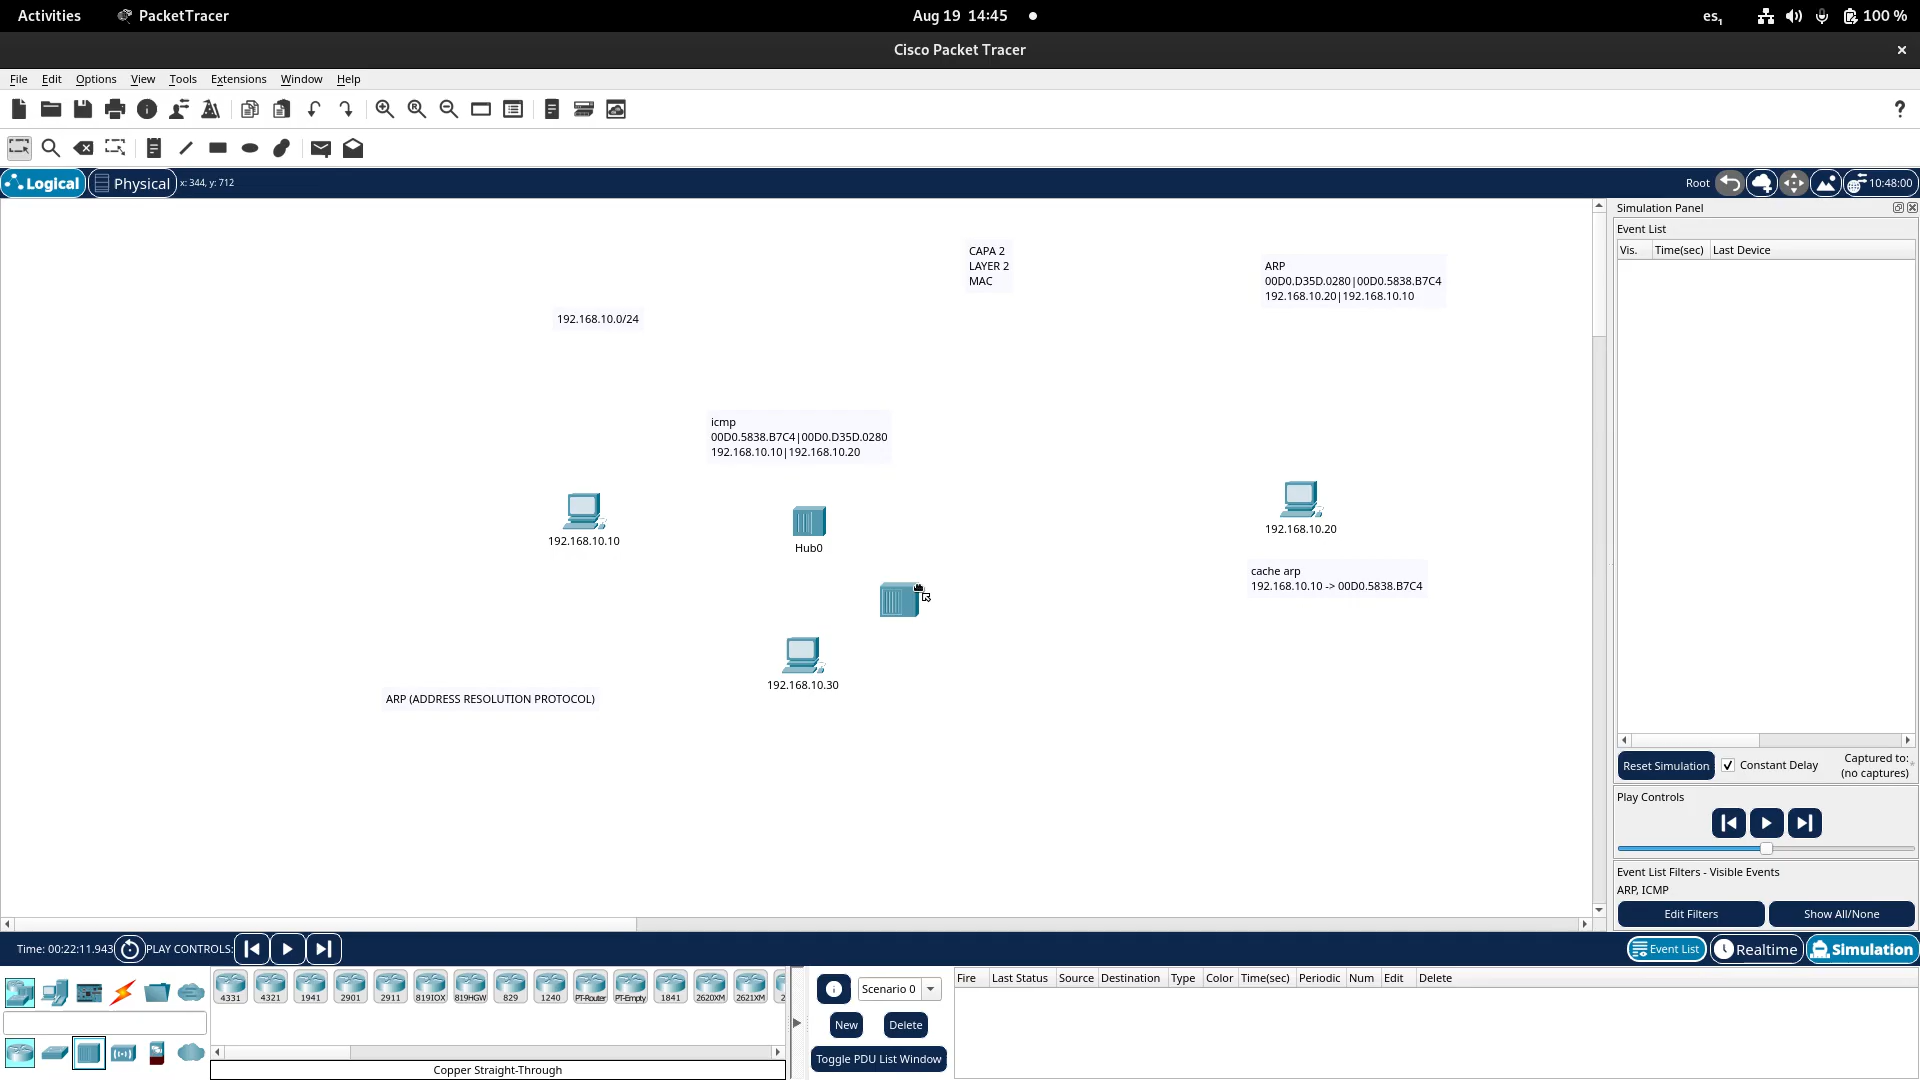 Activities
PacketTracer
Aug 19 14:45
es₁
100 %
Cisco Packet Tracer
File Edit Options View Tools Extensions Window Help
?
Logical
Physical
x: 344, y: 712
Root
10:48:00
CAPA 2
LAYER 2
MAC
ARP
00D0.D35D.0280|00D0.5838.B7C4
192.168.10.20|192.168.10.10
192.168.10.0/24
icmp
00D0.5838.B7C4|00D0.D35D.0280
192.168.10.10|192.168.10.20
192.168.10.10
Hub0
192.168.10.20
cache arp
192.168.10.10 -> 00D0.5838.B7C4
192.168.10.30
ARP (ADDRESS RESOLUTION PROTOCOL)
Simulation Panel
Event List
Vis. Time(sec) Last Device
Reset Simulation
Constant Delay
Captured to:
(no captures)
Play Controls
Event List Filters - Visible Events
ARP, ICMP
Edit Filters
Show All/None
Time: 00:22:11.943
PLAY CONTROLS:
Event List
Realtime
Simulation
4331 4321 1941 2901 2911 819IOX 819HGW 829 1240 PT-Router PT-Empty 1841 2620XM 2621XM 2
Copper Straight-Through
Scenario 0
New
Delete
Toggle PDU List Window
Fire Last Status Source Destination Type Color Time(sec) Periodic Num Edit Delete